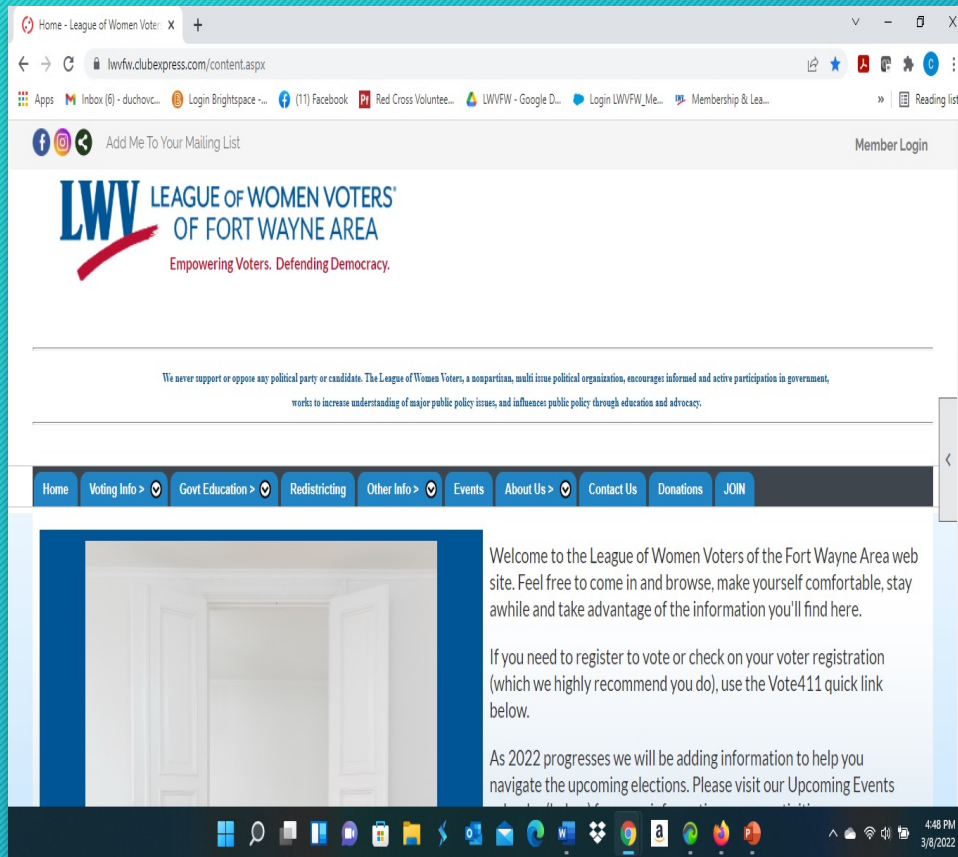 Home - League of Women Voter:
lwvfw.clubexpress.com/content.aspx
Apps Inbox (6) - duchovc... Login Brightspace -... (11) Facebook Red Cross Voluntee... LWVFW - Google D... Login LWVFW_Me... Membership & Lea... » Reading list
Add Me To Your Mailing List Member Login
LWV LEAGUE OF WOMEN VOTERS®
OF FORT WAYNE AREA
Empowering Voters. Defending Democracy.
We never support or oppose any political party or candidate. The League of Women Voters, a nonpartisan, multi issue political organization, encourages informed and active participation in government,
works to increase understanding of major public policy issues, and influences public policy through education and advocacy.
Home Voting Info > Govt Education > Redistricting Other Info > Events About Us > Contact Us Donations JOIN
Welcome to the League of Women Voters of the Fort Wayne Area web
site. Feel free to come in and browse, make yourself comfortable, stay
awhile and take advantage of the information you'll find here.
If you need to register to vote or check on your voter registration
(which we highly recommend you do), use the Vote411 quick link
below.
As 2022 progresses we will be adding information to help you
navigate the upcoming elections. Please visit our Upcoming Events
4:48 PM
3/8/2022